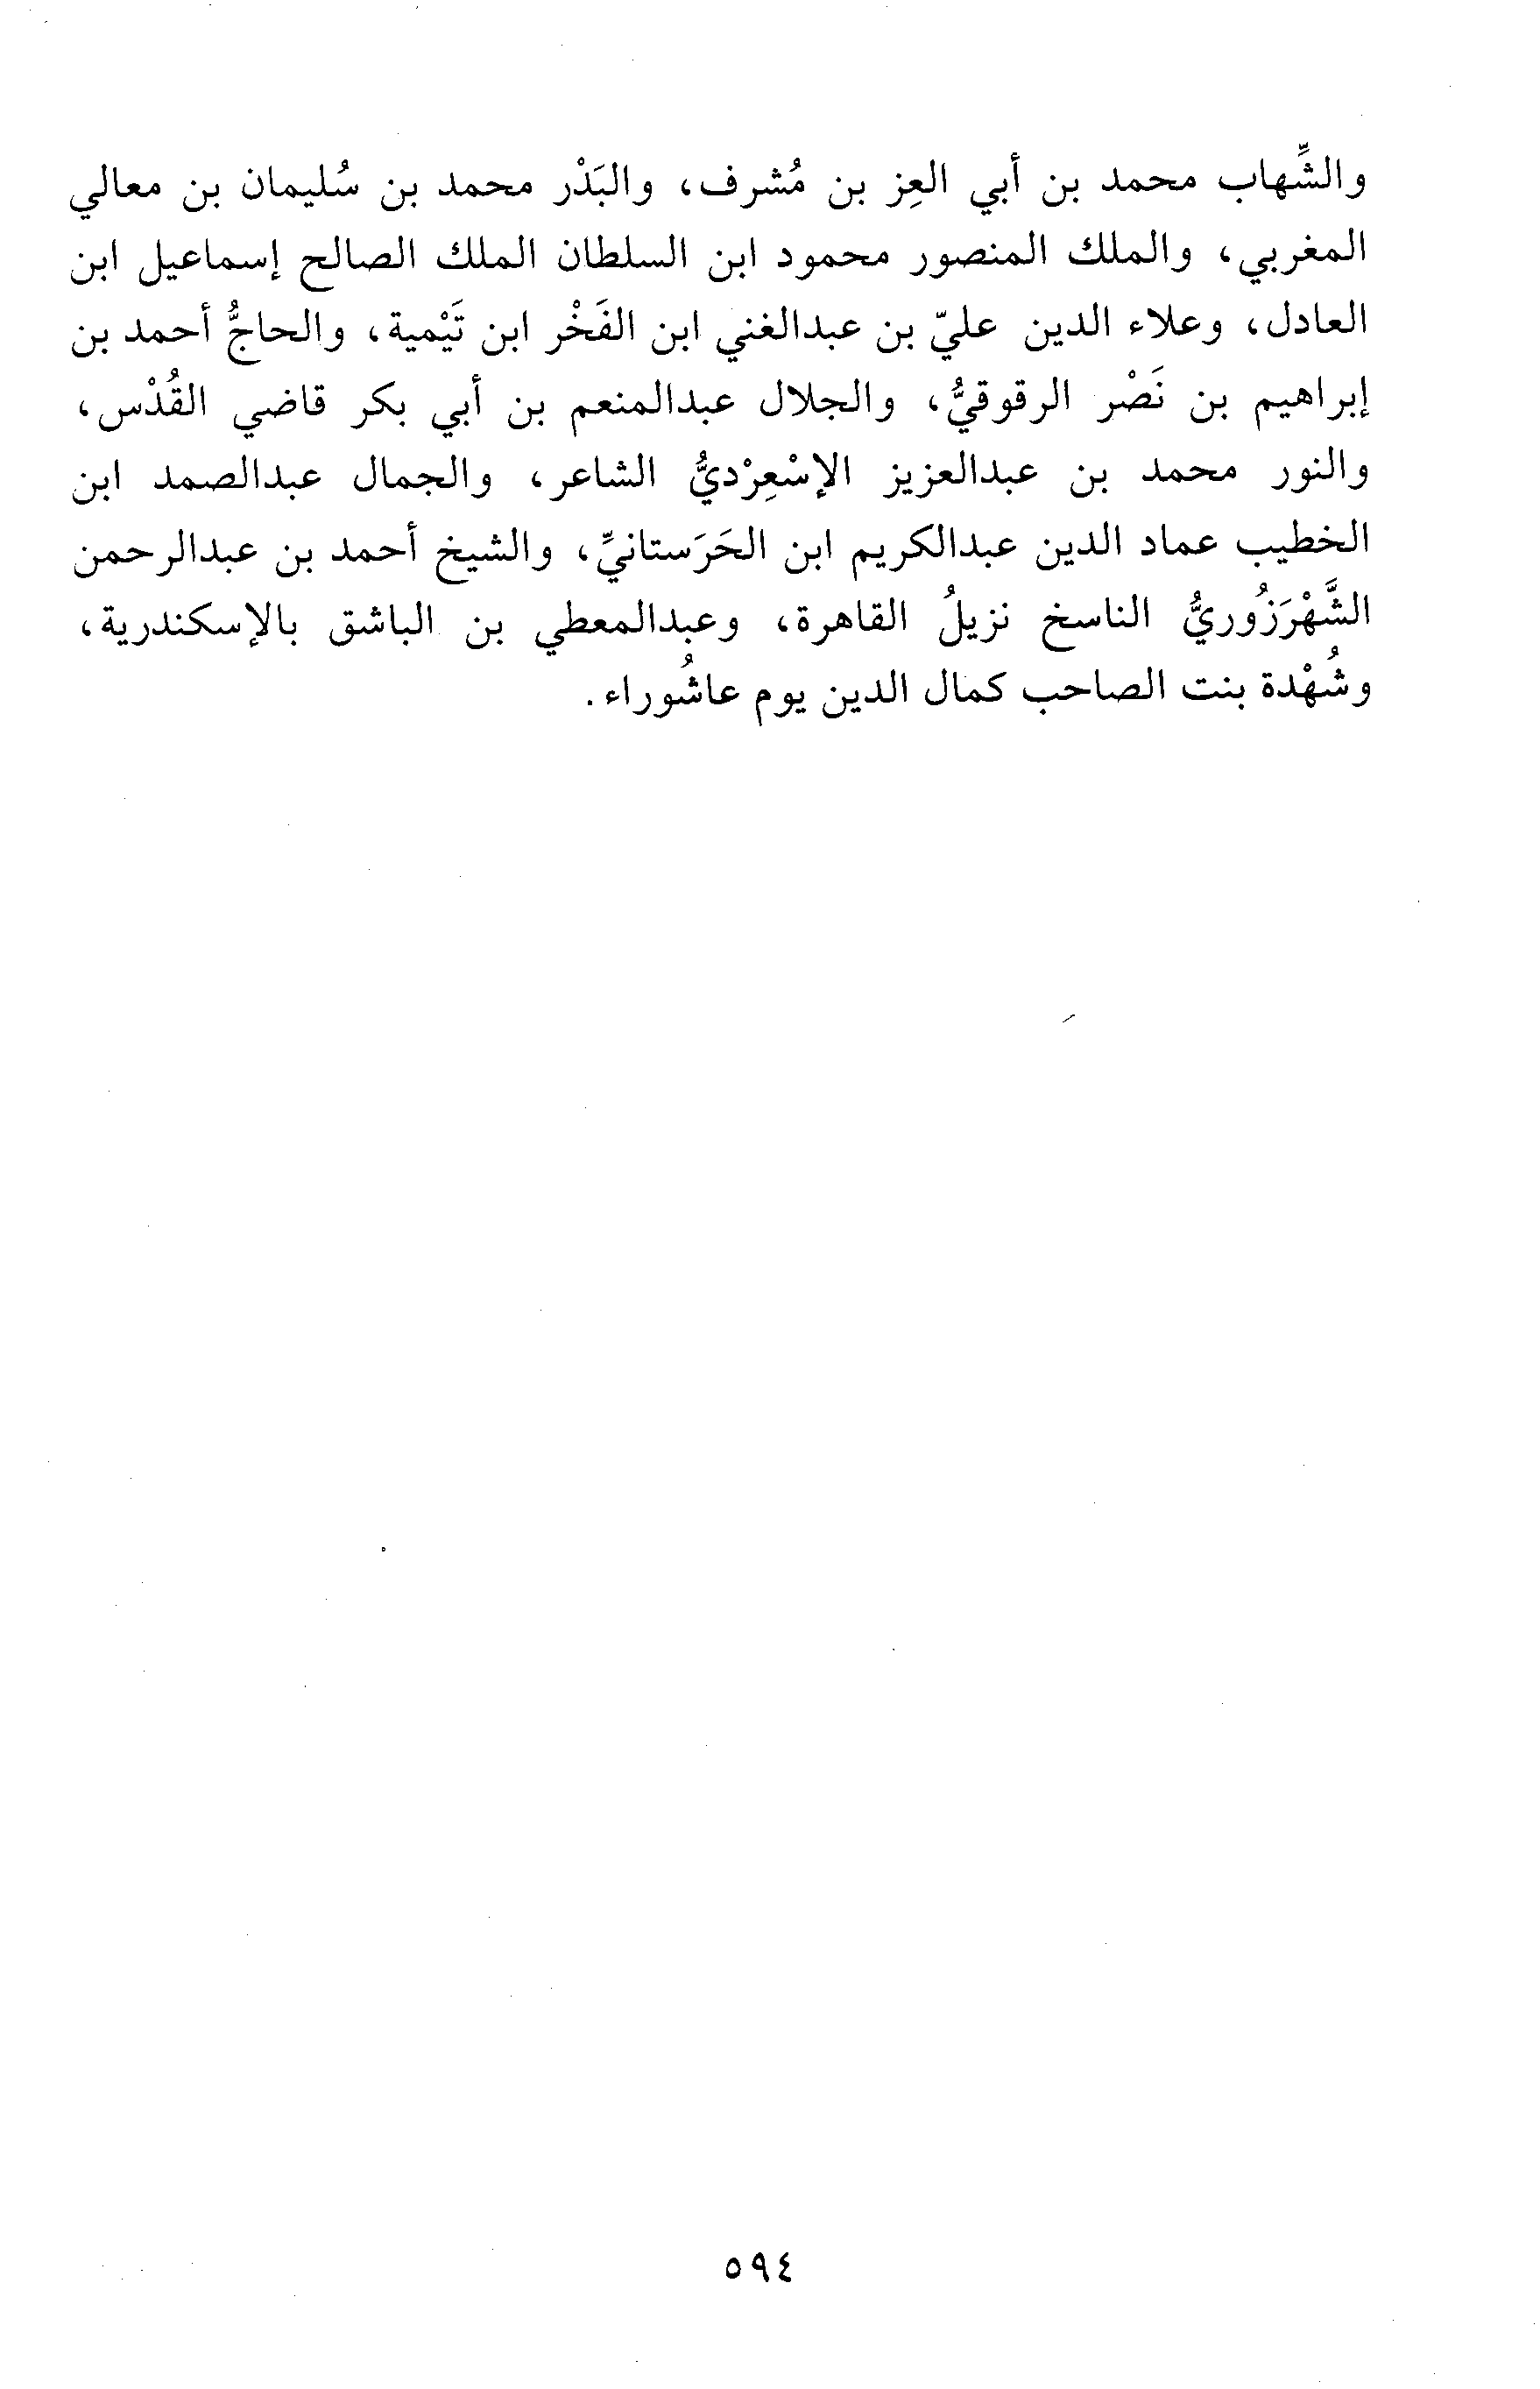 والشِّهاب محمد بن أبي العِز بن مُشرف، والبَدْر محمد بن سُليمان بن معالي
المغربي، والملك المنصور محمود ابن السلطان الملك الصالح إسماعيل ابن
العادل، وعلاء الدين عليّ بن عبدالغني ابن الفَخْر ابن تَيْمية، والحاجُّ أحمد بن
إبراهيم بن نَصْر الرقوقيُّ، والجلال عبدالمنعم بن أبي بكر قاضي القُدْس،
والنور محمد بن عبدالعزيز الإسْعِرْديُّ الشاعر، والجمال عبدالصمد ابن
الخطيب عماد الدين عبدالكريم ابن الحَرَستانيِّ، والشيخ أحمد بن عبدالرحمن
الشَّهْرَزُوريُّ الناسخ نزيلُ القاهرة، وعبدالمعطي بن الباشق بالإسكندرية،
وشُهْدة بنت الصاحب كمال الدين يوم عاشُوراء.
٥٩٤